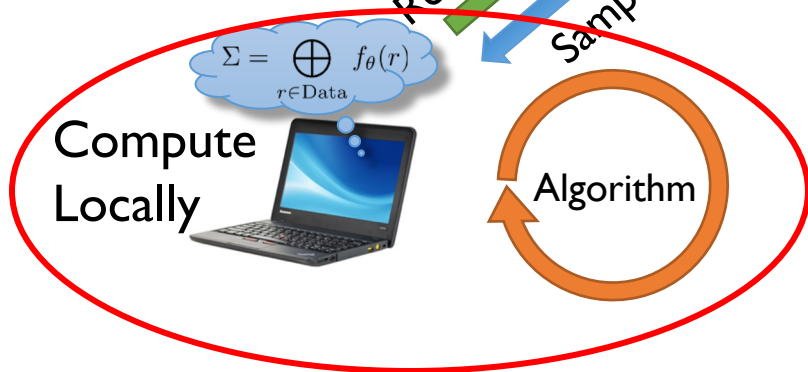 Σ = ⨁ f_θ(r)
r∈Data
Compute
Locally
Algorithm